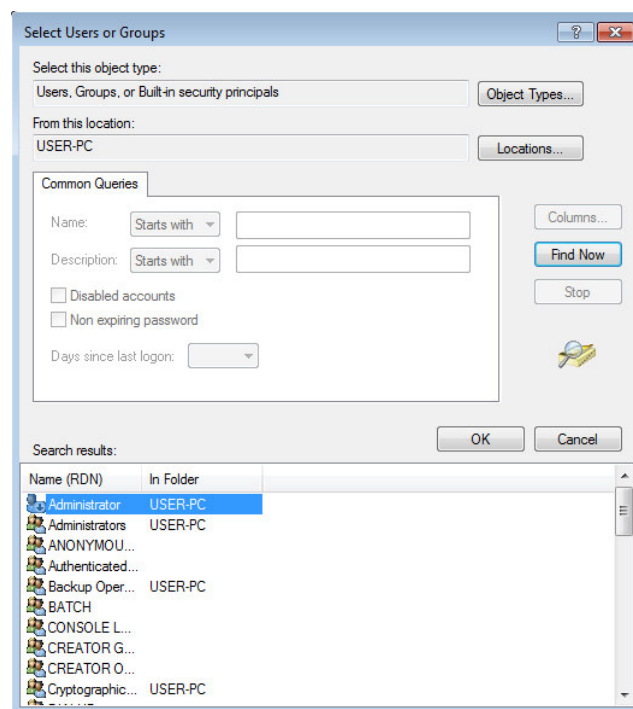 Select Users or Groups
Select this object type:
Users, Groups, or Built-in security principals
Object Types...
From this location:
USER-PC
Locations...
Common Queries
Name: Starts with
Columns...
Description: Starts with
Find Now
Disabled accounts
Stop
Non expiring password
Days since last logon:
OK Cancel
Search results:
Name (RDN) In Folder
Administrator USER-PC
Administrators USER-PC
ANONYMOU...
Authenticated...
Backup Oper... USER-PC
BATCH
CONSOLE L...
CREATOR G...
CREATOR O...
Cryptographic... USER-PC